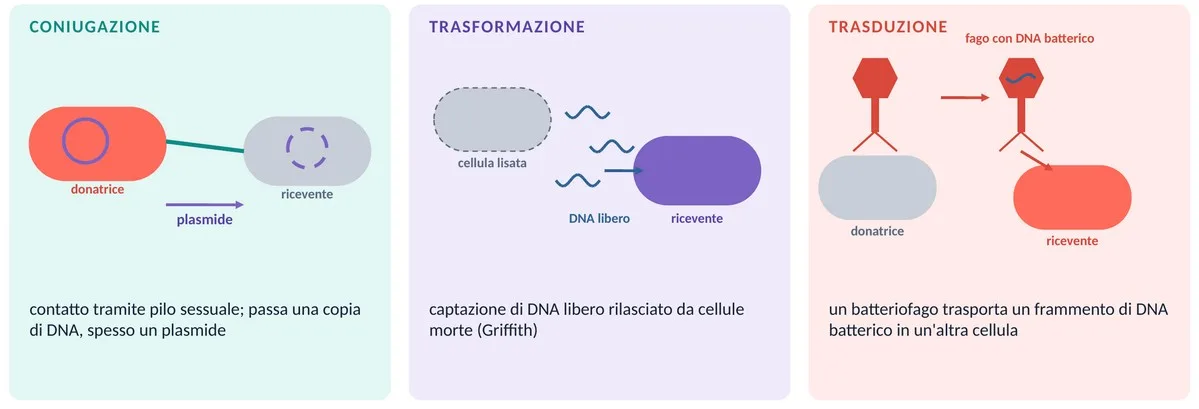 CONIUGAZIONE
donatrice
ricevente
plasmide
contatto tramite pilo sessuale; passa una copia
di DNA, spesso un plasmide
TRASFORMAZIONE
cellula lisata
DNA libero
ricevente
captazione di DNA libero rilasciato da cellule
morte (Griffith)
TRASDUZIONE
fago con DNA batterico
donatrice
ricevente
un batteriofago trasporta un frammento di DNA
batterico in un'altra cellula